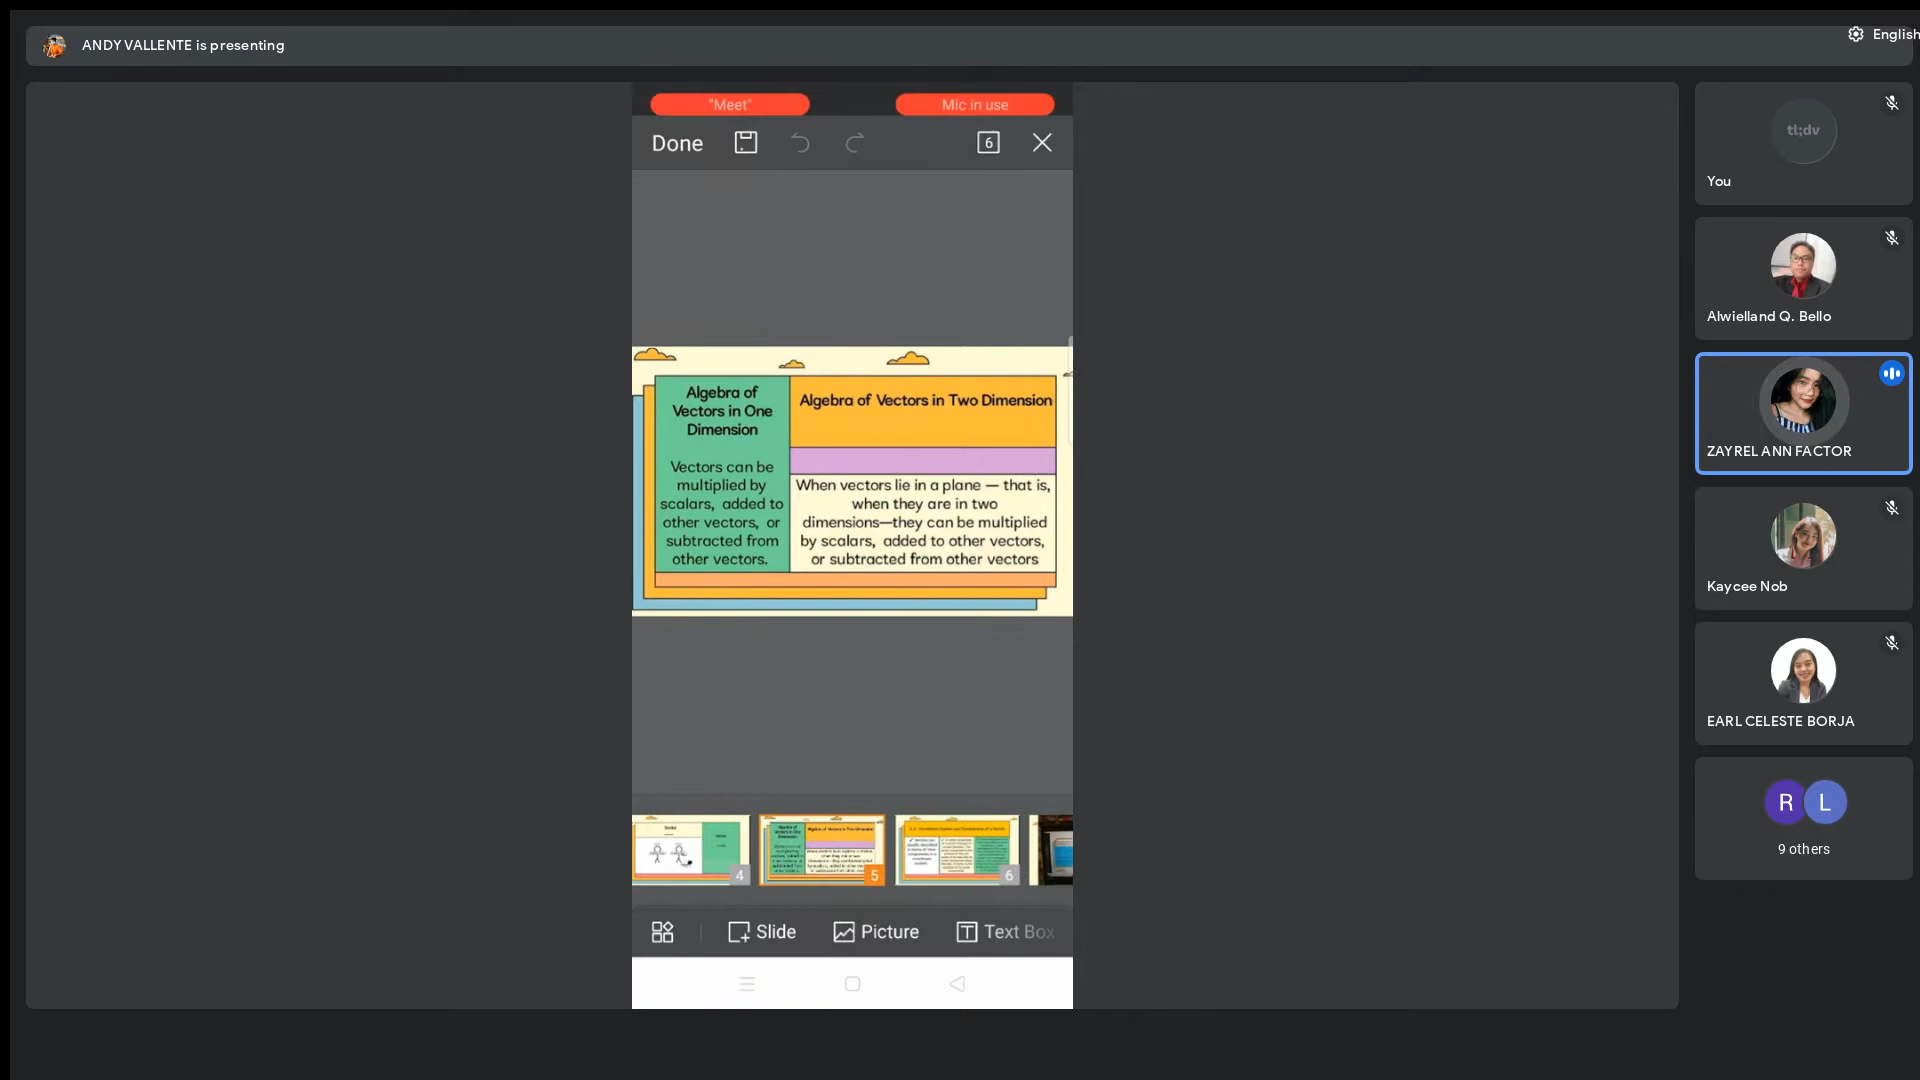 ANDY VALLENTE is presenting
English
"Meet"
Mic in use
Done
6
Algebra of
Vectors in One
Dimension
Vectors can be
multiplied by
scalars, added to
other vectors, or
subtracted from
other vectors.
Algebra of Vectors in Two Dimension
When vectors lie in a plane — that is,
when they are in two
dimensions—they can be multiplied
by scalars, added to other vectors,
or subtracted from other vectors
4
5
6
Slide
Picture
Text Box
tl;dv
You
Alwielland Q. Bello
ZAYREL ANN FACTOR
Kaycee Nob
EARL CELESTE BORJA
R
L
9 others